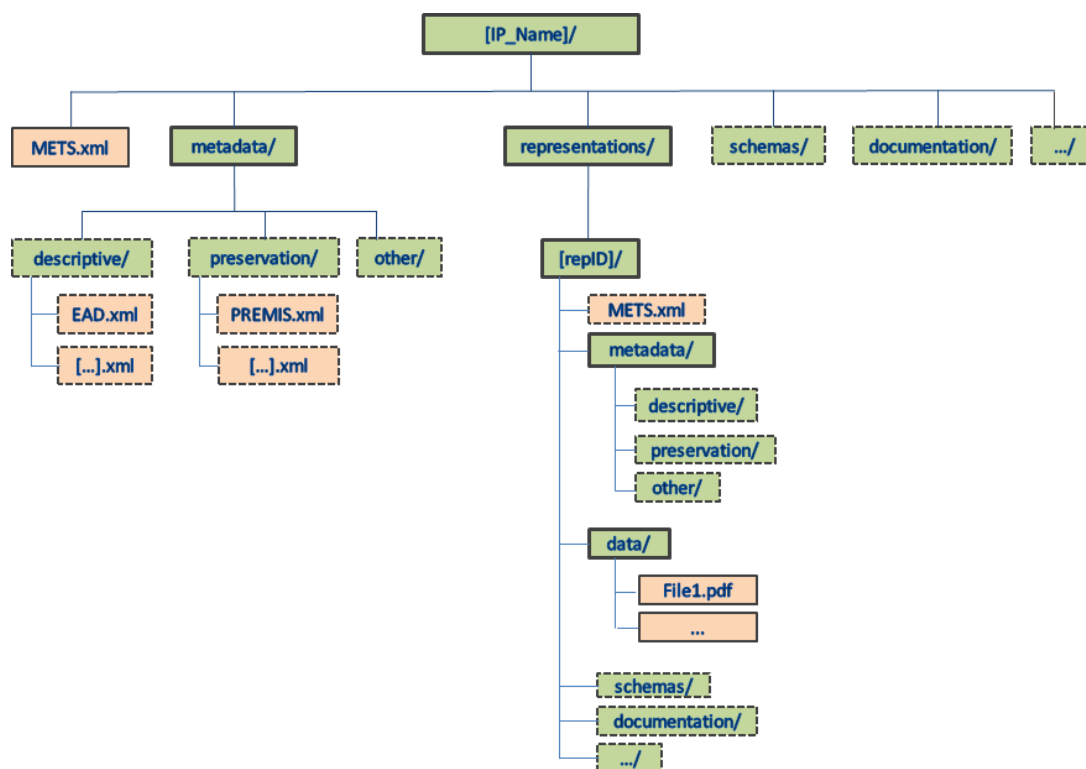 [IP_Name]/
METS.xml
metadata/
representations/
schemas/
documentation/
.../
descriptive/
preservation/
other/
[repID]/
EAD.xml
PREMIS.xml
METS.xml
[...].xml
[...].xml
metadata/
descriptive/
preservation/
other/
data/
File1.pdf
...
schemas/
documentation/
.../